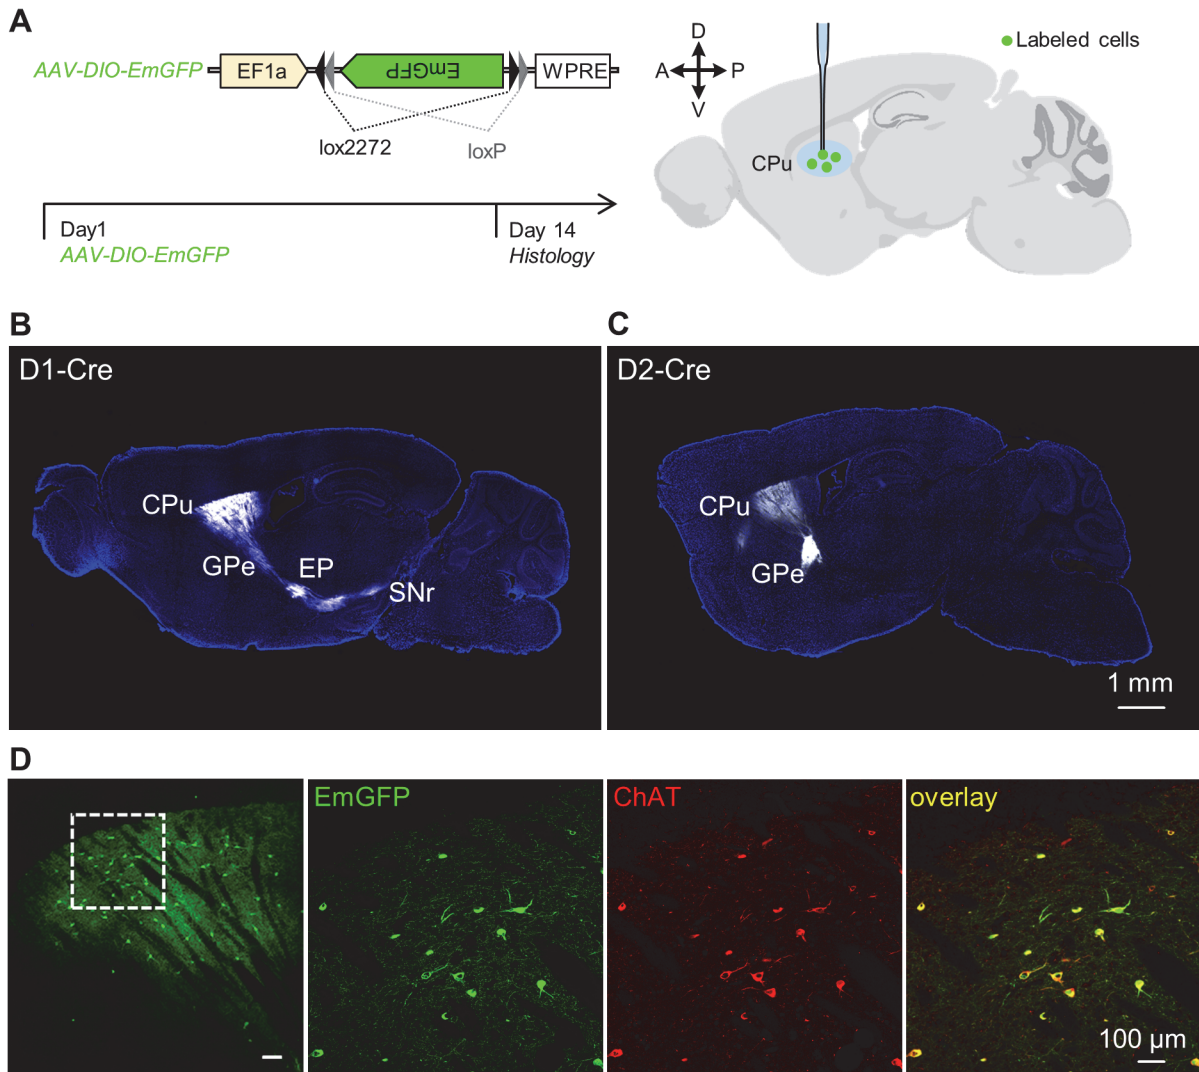 A
AAV-DIO-EmGFP
EF1a
EmGFP
WPRE
lox2272
loxP
Day1
AAV-DIO-EmGFP
Day 14
Histology
D
A
P
V
CPu
Labeled cells
B
D1-Cre
CPu
GPe
EP
SNr
C
D2-Cre
CPu
GPe
1 mm
D
EmGFP
ChAT
overlay
100 µm